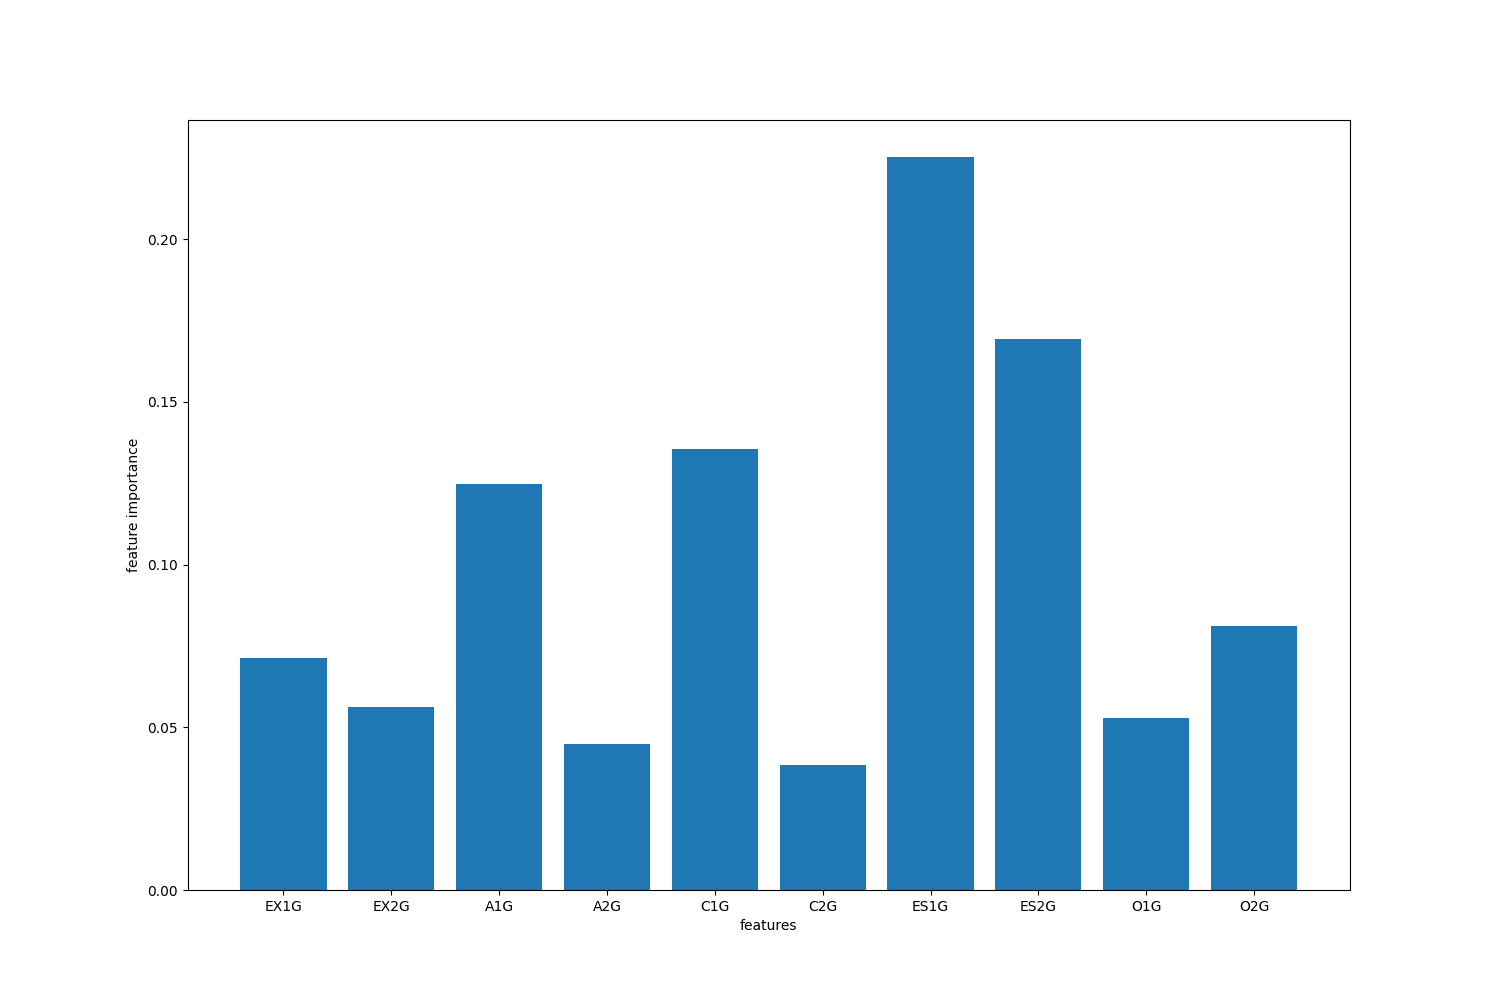 feature importance
0.20
0.15
0.10
0.05
0.00
EX1G EX2G A1G A2G C1G C2G ES1G ES2G O1G O2G
features